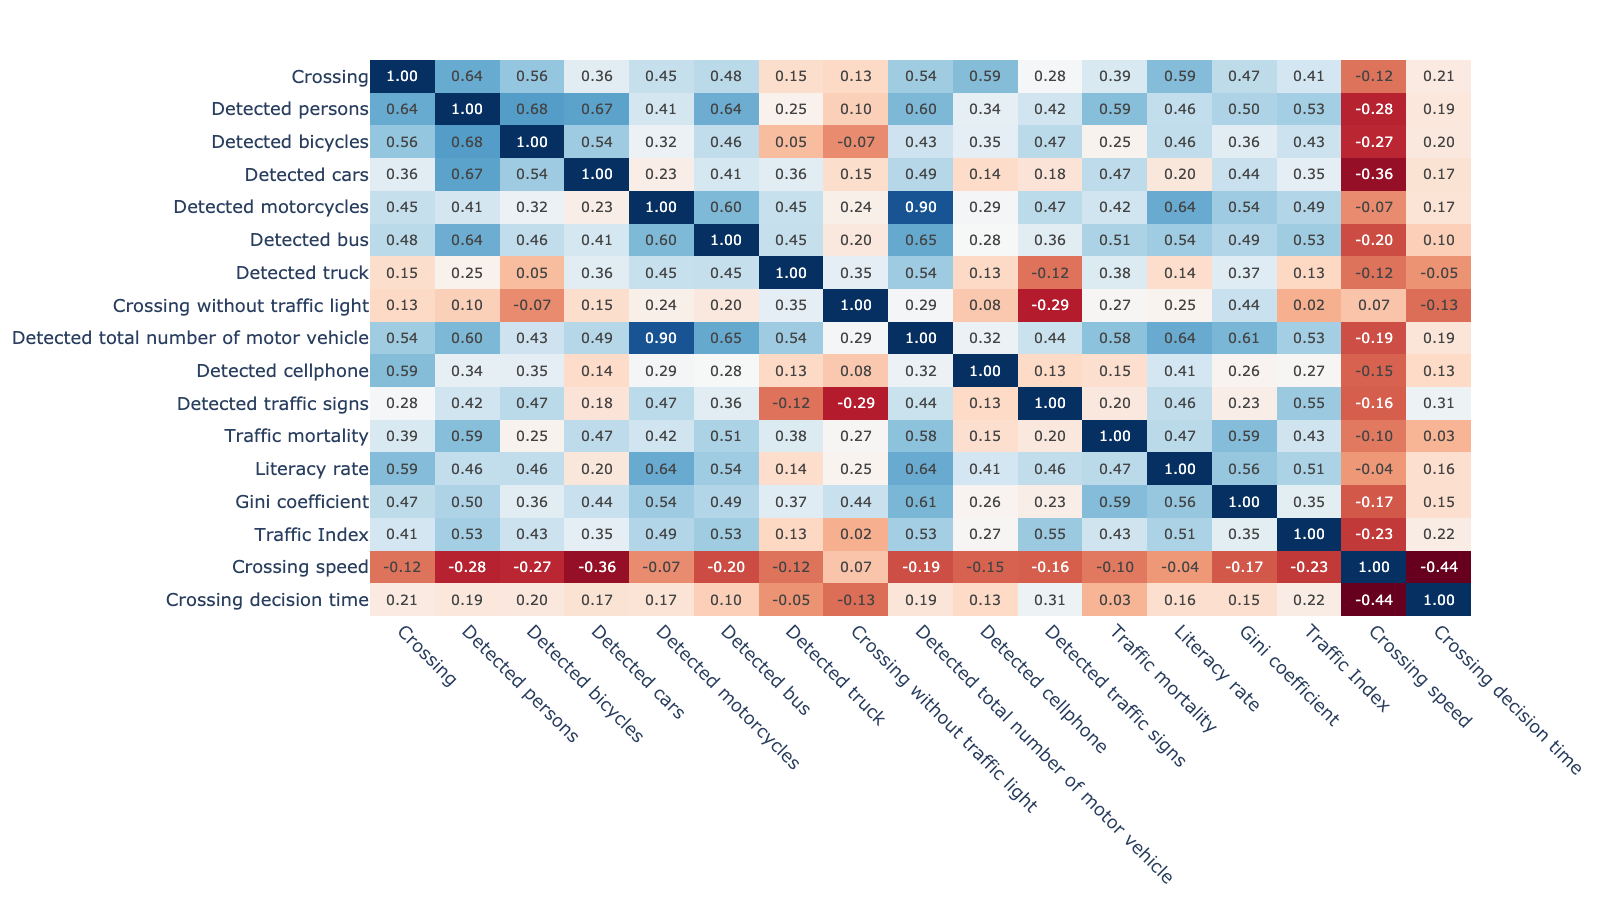 Crossing 1.00 0.64 0.56 0.36 0.45 0.48 0.15 0.13 0.54 0.59 0.28 0.39 0.59 0.47 0.41 -0.12 0.21
Detected persons 0.64 1.00 0.68 0.67 0.41 0.64 0.25 0.10 0.60 0.34 0.42 0.59 0.46 0.50 0.53 -0.28 0.19
Detected bicycles 0.56 0.68 1.00 0.54 0.32 0.46 0.05 -0.07 0.43 0.35 0.47 0.25 0.46 0.36 0.43 -0.27 0.20
Detected cars 0.36 0.67 0.54 1.00 0.23 0.41 0.36 0.15 0.49 0.14 0.18 0.47 0.20 0.44 0.35 -0.36 0.17
Detected motorcycles 0.45 0.41 0.32 0.23 1.00 0.60 0.45 0.24 0.90 0.29 0.47 0.42 0.64 0.54 0.49 -0.07 0.17
Detected bus 0.48 0.64 0.46 0.41 0.60 1.00 0.45 0.20 0.65 0.28 0.36 0.51 0.54 0.49 0.53 -0.20 0.10
Detected truck 0.15 0.25 0.05 0.36 0.45 0.45 1.00 0.35 0.54 0.13 -0.12 0.38 0.14 0.37 0.13 -0.12 -0.05
Crossing without traffic light 0.13 0.10 -0.07 0.15 0.24 0.20 0.35 1.00 0.29 0.08 -0.29 0.27 0.25 0.44 0.02 0.07 -0.13
Detected total number of motor vehicle 0.54 0.60 0.43 0.49 0.90 0.65 0.54 0.29 1.00 0.32 0.44 0.58 0.64 0.61 0.53 -0.19 0.19
Detected cellphone 0.59 0.34 0.35 0.14 0.29 0.28 0.13 0.08 0.32 1.00 0.13 0.15 0.41 0.26 0.27 -0.15 0.13
Detected traffic signs 0.28 0.42 0.47 0.18 0.47 0.36 -0.12 -0.29 0.44 0.13 1.00 0.20 0.46 0.23 0.55 -0.16 0.31
Traffic mortality 0.39 0.59 0.25 0.47 0.42 0.51 0.38 0.27 0.58 0.15 0.20 1.00 0.47 0.59 0.43 -0.10 0.03
Literacy rate 0.59 0.46 0.46 0.20 0.64 0.54 0.14 0.25 0.64 0.41 0.46 0.47 1.00 0.56 0.51 -0.04 0.16
Gini coefficient 0.47 0.50 0.36 0.44 0.54 0.49 0.37 0.44 0.61 0.26 0.23 0.59 0.56 1.00 0.35 -0.17 0.15
Traffic Index 0.41 0.53 0.43 0.35 0.49 0.53 0.13 0.02 0.53 0.27 0.55 0.43 0.51 0.35 1.00 -0.23 0.22
Crossing speed -0.12 -0.28 -0.27 -0.36 -0.07 -0.20 -0.12 0.07 -0.19 -0.15 -0.16 -0.10 -0.04 -0.17 -0.23 1.00 -0.44
Crossing decision time 0.21 0.19 0.20 0.17 0.17 0.10 -0.05 -0.13 0.19 0.13 0.31 0.03 0.16 0.15 0.22 -0.44 1.00
Crossing
Detected persons
Detected bicycles
Detected cars
Detected motorcycles
Detected bus
Detected truck
Crossing without traffic light
Detected total number of motor vehicle
Detected cellphone
Detected traffic signs
Traffic mortality
Literacy rate
Gini coefficient
Traffic Index
Crossing speed
Crossing decision time